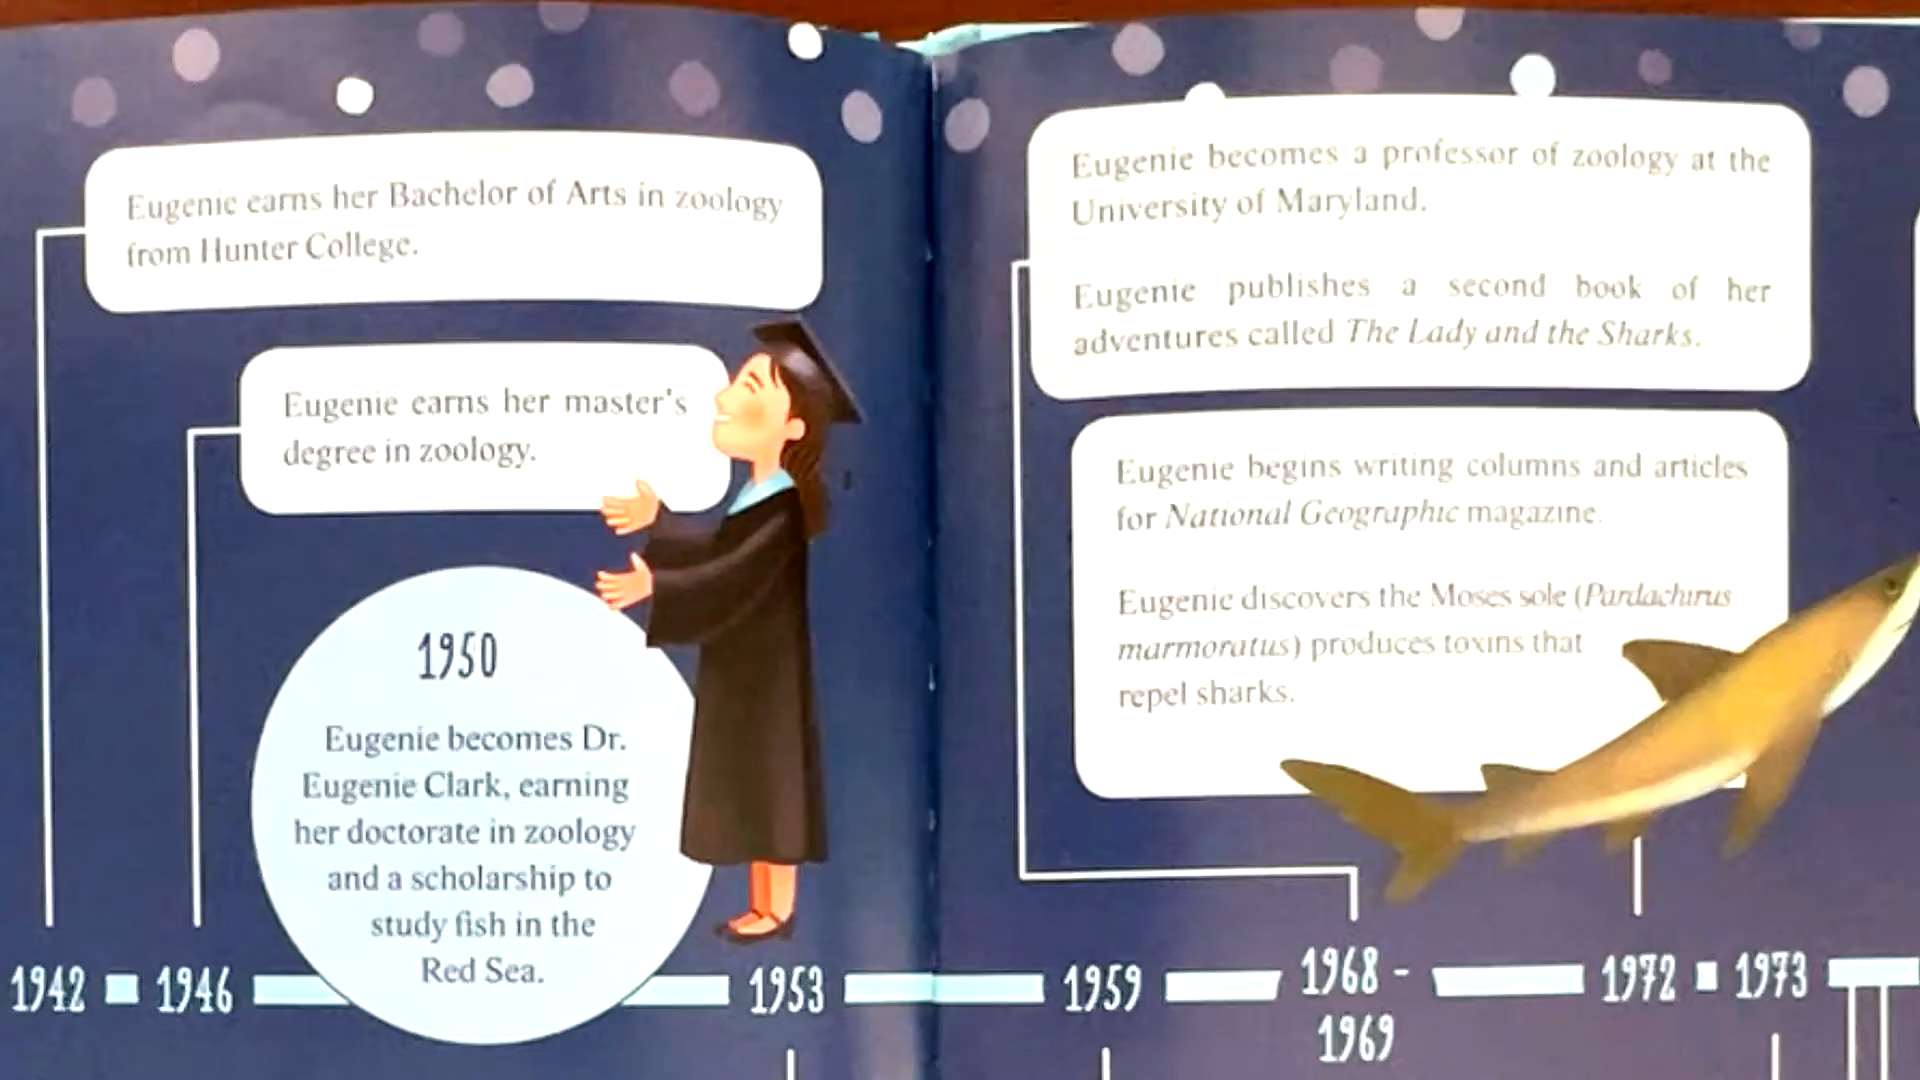 Eugenie earns her Bachelor of Arts in zoology
from Hunter College.
Eugenie earns her master's
degree in zoology.
1950
Eugenie becomes Dr.
Eugenie Clark, earning
her doctorate in zoology
and a scholarship to
study fish in the
Red Sea.
1942
1946
1953
Eugenie becomes a professor of zoology at the
University of Maryland.
Eugenie publishes a second book of her
adventures called The Lady and the Sharks.
Eugenie begins writing columns and articles
for National Geographic magazine.
Eugenie discovers the Moses sole (Pardachirus
marmoratus) produces toxins that
repel sharks.
1959
1968 -
1969
1972
1973